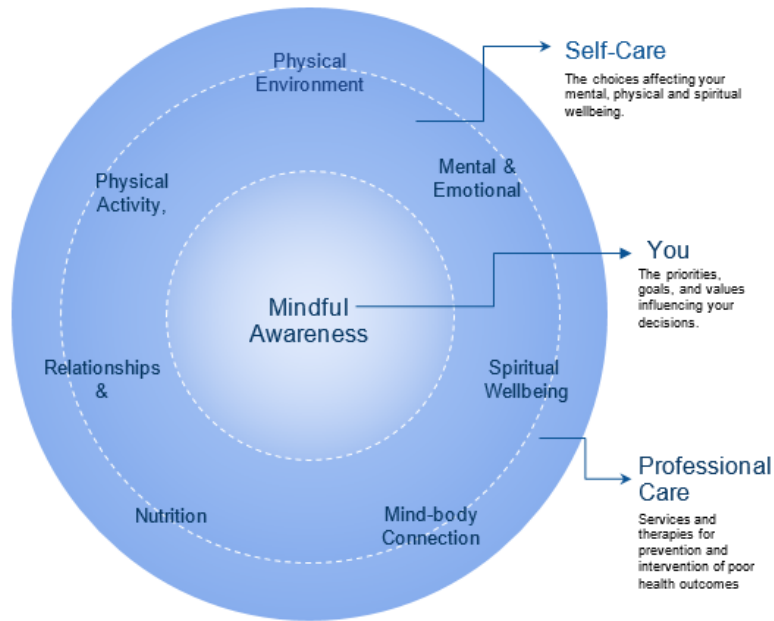 Physical
Environment
Self-Care
The choices affecting your
mental, physical and spiritual
wellbeing.
Mental &
Emotional
Physical
Activity,
You
The priorities,
goals, and values
influencing your
decisions.
Mindful
Awareness
Relationships
&
Spiritual
Wellbeing
Professional
Care
Services and
therapies for
prevention and
intervention of poor
health outcomes
Nutrition
Mind-body
Connection